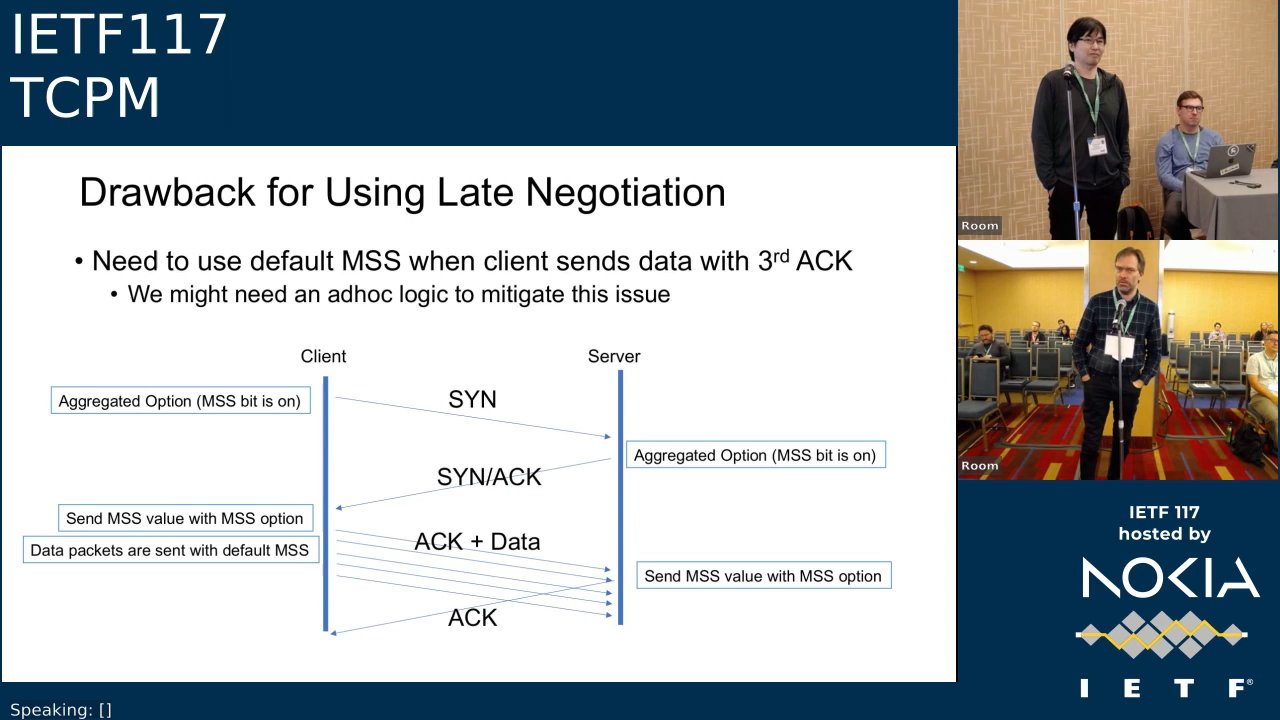 IETF117
TCPM
Drawback for Using Late Negotiation
• Need to use default MSS when client sends data with 3rd ACK
• We might need an adhoc logic to mitigate this issue
Client
Server
Aggregated Option (MSS bit is on)
SYN
Aggregated Option (MSS bit is on)
SYN/ACK
Send MSS value with MSS option
Data packets are sent with default MSS
ACK + Data
Send MSS value with MSS option
ACK
Room
Room
IETF 117
hosted by
NOKIA
I E T F®
Speaking: []